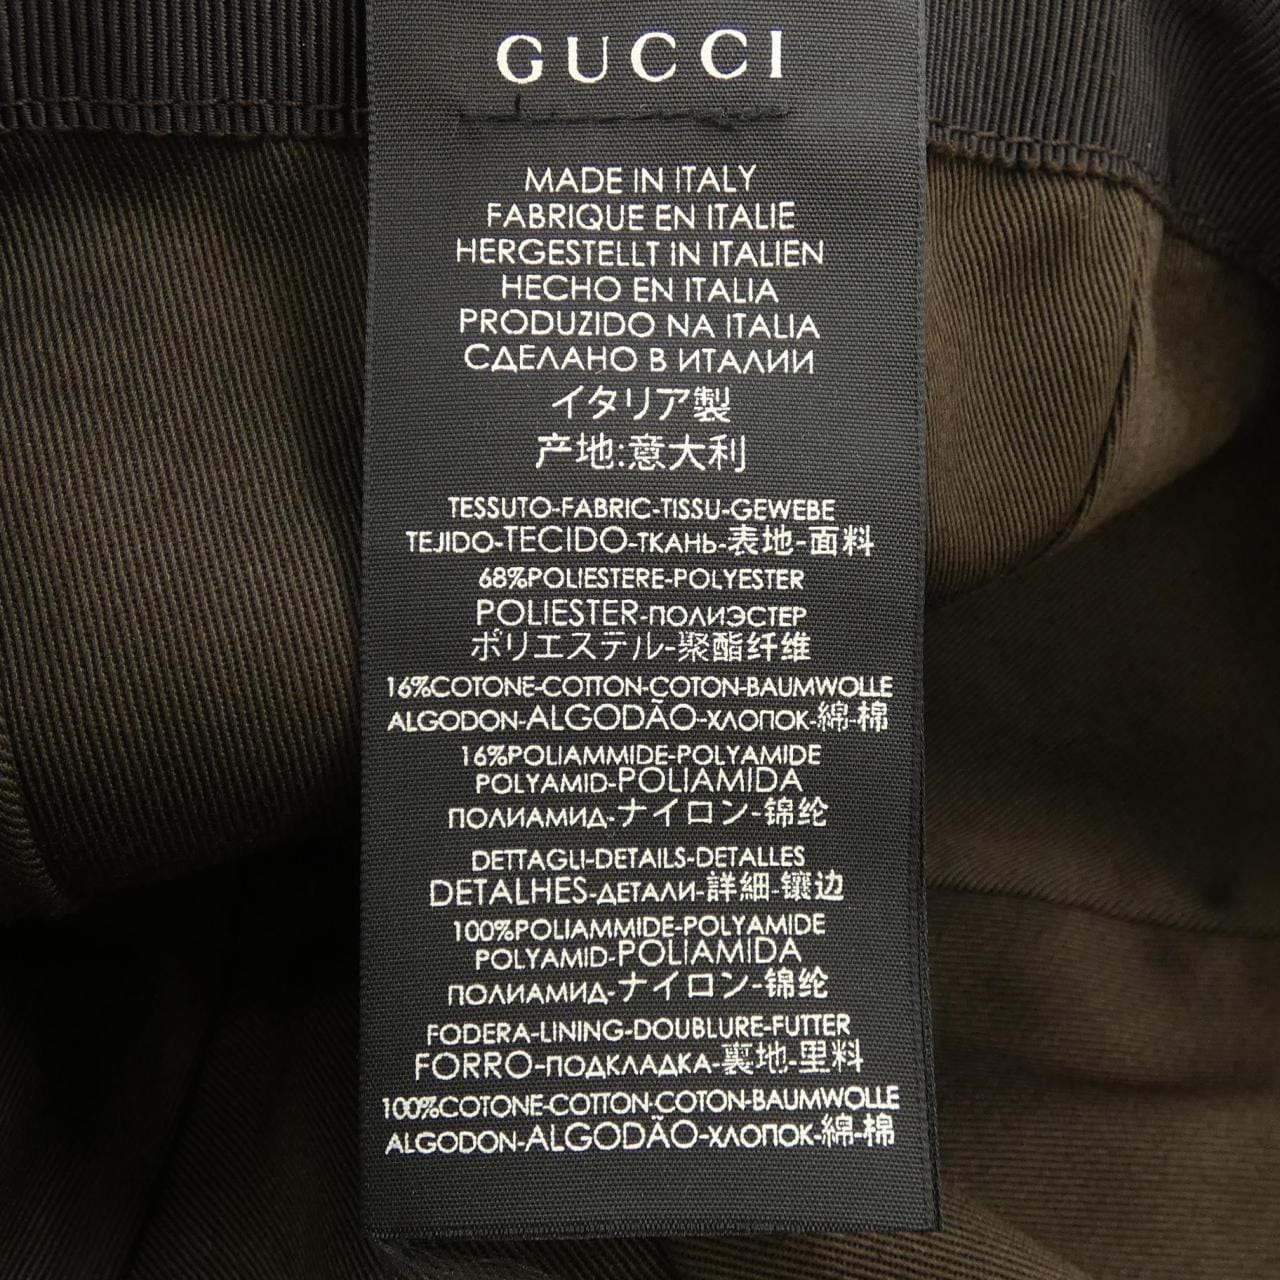 GUCCI
MADE IN ITALY
FABRIQUE EN ITALIE
HERGESTELLT IN ITALIEN
HECHO EN ITALIA
PRODUZIDO NA ITALIA
СДЕЛАНО В ИТАЛИИ
イタリア製
产地:意大利
TESSUTO-FABRIC-TISSU-GEWEBE
TEJIDO-TECIDO-ТКАНЬ-表地-面料
68%POLIESTERE-POLYESTER
POLIESTER-ПОЛИЭСТЕР
ポリエステル-聚酯纤维
16%COTONE-COTTON-COTON-BAUMWOLLE
ALGODON-ALGODÃO-ХЛОПОК-綿-棉
16%POLIAMMIDE-POLYAMIDE
POLYAMID-POLIAMIDA
ПОЛИАМИД-ナイロン-锦纶
DETTAGLI-DETAILS-DETALLES
DETALHES-ДЕТАЛИ-詳細-镶边
100%POLIAMMIDE-POLYAMIDE
POLYAMID-POLIAMIDA
ПОЛИАМИД-ナイロン-锦纶
FODERA-LINING-DOUBLURE-FUTTER
FORRO-ПОДКЛАДКА-裏地-里料
100%COTONE-COTTON-COTON-BAUMWOLLE
ALGODON-ALGODÃO-ХЛОПОК-綿-棉